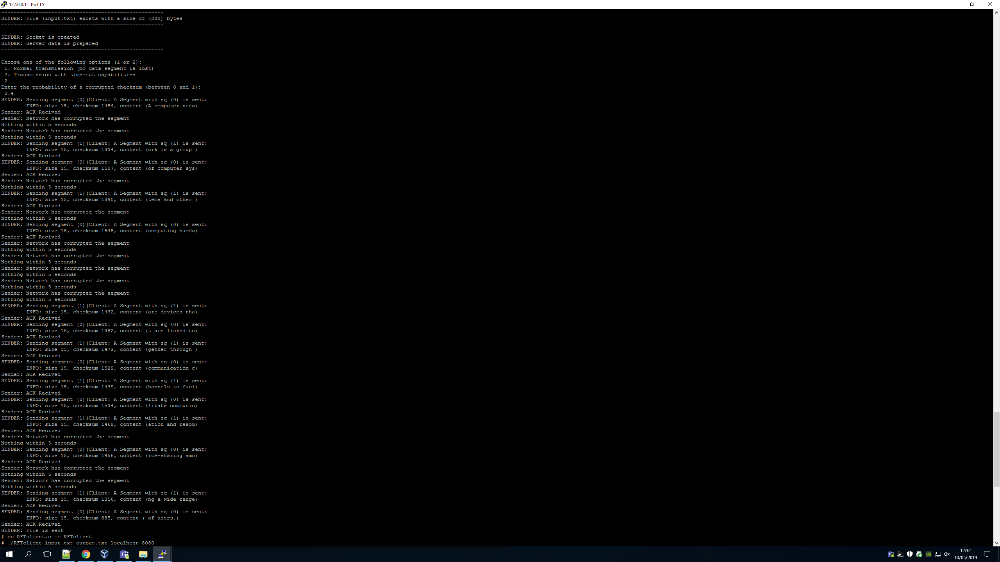 127.0.0.1 - PuTTY
----------------------------------------------------
SENDER: File (input.txt) exists with a size of (220) bytes
----------------------------------------------------
----------------------------------------------------
SENDER: Socket is created
SENDER: Server data is prepared
----------------------------------------------------
----------------------------------------------------
Choose one of the following options (1 or 2):
 1. Normal transmission (no data segment is lost)
 2: Transmission with time-out capabilities
 2
Enter the probability of a corrupted checksum (between 0 and 1):
 0.4
SENDER: Sending segment (0)(Client: A Segment with sq (0) is sent:
        INFO: size 15, checksum 1454, content (A computer netw)
Sender: ACK Recived
Sender: Network has corrupted the segment
Nothing within 5 seconds
Sender: Network has corrupted the segment
Nothing within 5 seconds
SENDER: Sending segment (1)(Client: A Segment with sq (1) is sent:
        INFO: size 15, checksum 1334, content (ork is a group )
Sender: ACK Recived
SENDER: Sending segment (0)(Client: A Segment with sq (0) is sent:
        INFO: size 15, checksum 1507, content (of computer sys)
Sender: ACK Recived
Sender: Network has corrupted the segment
Nothing within 5 seconds
SENDER: Sending segment (1)(Client: A Segment with sq (1) is sent:
        INFO: size 15, checksum 1390, content (tems and other )
Sender: ACK Recived
Sender: Network has corrupted the segment
Nothing within 5 seconds
SENDER: Sending segment (0)(Client: A Segment with sq (0) is sent:
        INFO: size 15, checksum 1548, content (computing hardw)
Sender: ACK Recived
Sender: Network has corrupted the segment
Nothing within 5 seconds
Sender: Network has corrupted the segment
Nothing within 5 seconds
Sender: Network has corrupted the segment
Nothing within 5 seconds
Sender: Network has corrupted the segment
Nothing within 5 seconds
Sender: Network has corrupted the segment
Nothing within 5 seconds
SENDER: Sending segment (1)(Client: A Segment with sq (1) is sent:
        INFO: size 15, checksum 1432, content (are devices tha)
Sender: ACK Recived
SENDER: Sending segment (0)(Client: A Segment with sq (0) is sent:
        INFO: size 15, checksum 1382, content (t are linked to)
Sender: ACK Recived
SENDER: Sending segment (1)(Client: A Segment with sq (1) is sent:
        INFO: size 15, checksum 1472, content (gether through )
Sender: ACK Recived
SENDER: Sending segment (0)(Client: A Segment with sq (0) is sent:
        INFO: size 15, checksum 1529, content (communication c)
Sender: ACK Recived
SENDER: Sending segment (1)(Client: A Segment with sq (1) is sent:
        INFO: size 15, checksum 1439, content (hannels to faci)
Sender: ACK Recived
SENDER: Sending segment (0)(Client: A Segment with sq (0) is sent:
        INFO: size 15, checksum 1534, content (litate communic)
Sender: ACK Recived
SENDER: Sending segment (1)(Client: A Segment with sq (1) is sent:
        INFO: size 15, checksum 1468, content (ation and resou)
Sender: ACK Recived
Sender: Network has corrupted the segment
Nothing within 5 seconds
SENDER: Sending segment (0)(Client: A Segment with sq (0) is sent:
        INFO: size 15, checksum 1456, content (rce-sharing amo)
Sender: ACK Recived
Sender: Network has corrupted the segment
Nothing within 5 seconds
Sender: Network has corrupted the segment
Nothing within 5 seconds
SENDER: Sending segment (1)(Client: A Segment with sq (1) is sent:
        INFO: size 15, checksum 1356, content (ng a wide range)
Sender: ACK Recived
SENDER: Sending segment (0)(Client: A Segment with sq (0) is sent:
        INFO: size 15, checksum 885, content ( of users.)
Sender: ACK Recived
SENDER: File is sent
# cc RFTclient.c -o RFTclient
# ./RFTclient input.txt output.txt localhost 8080
12:12
10/05/2019